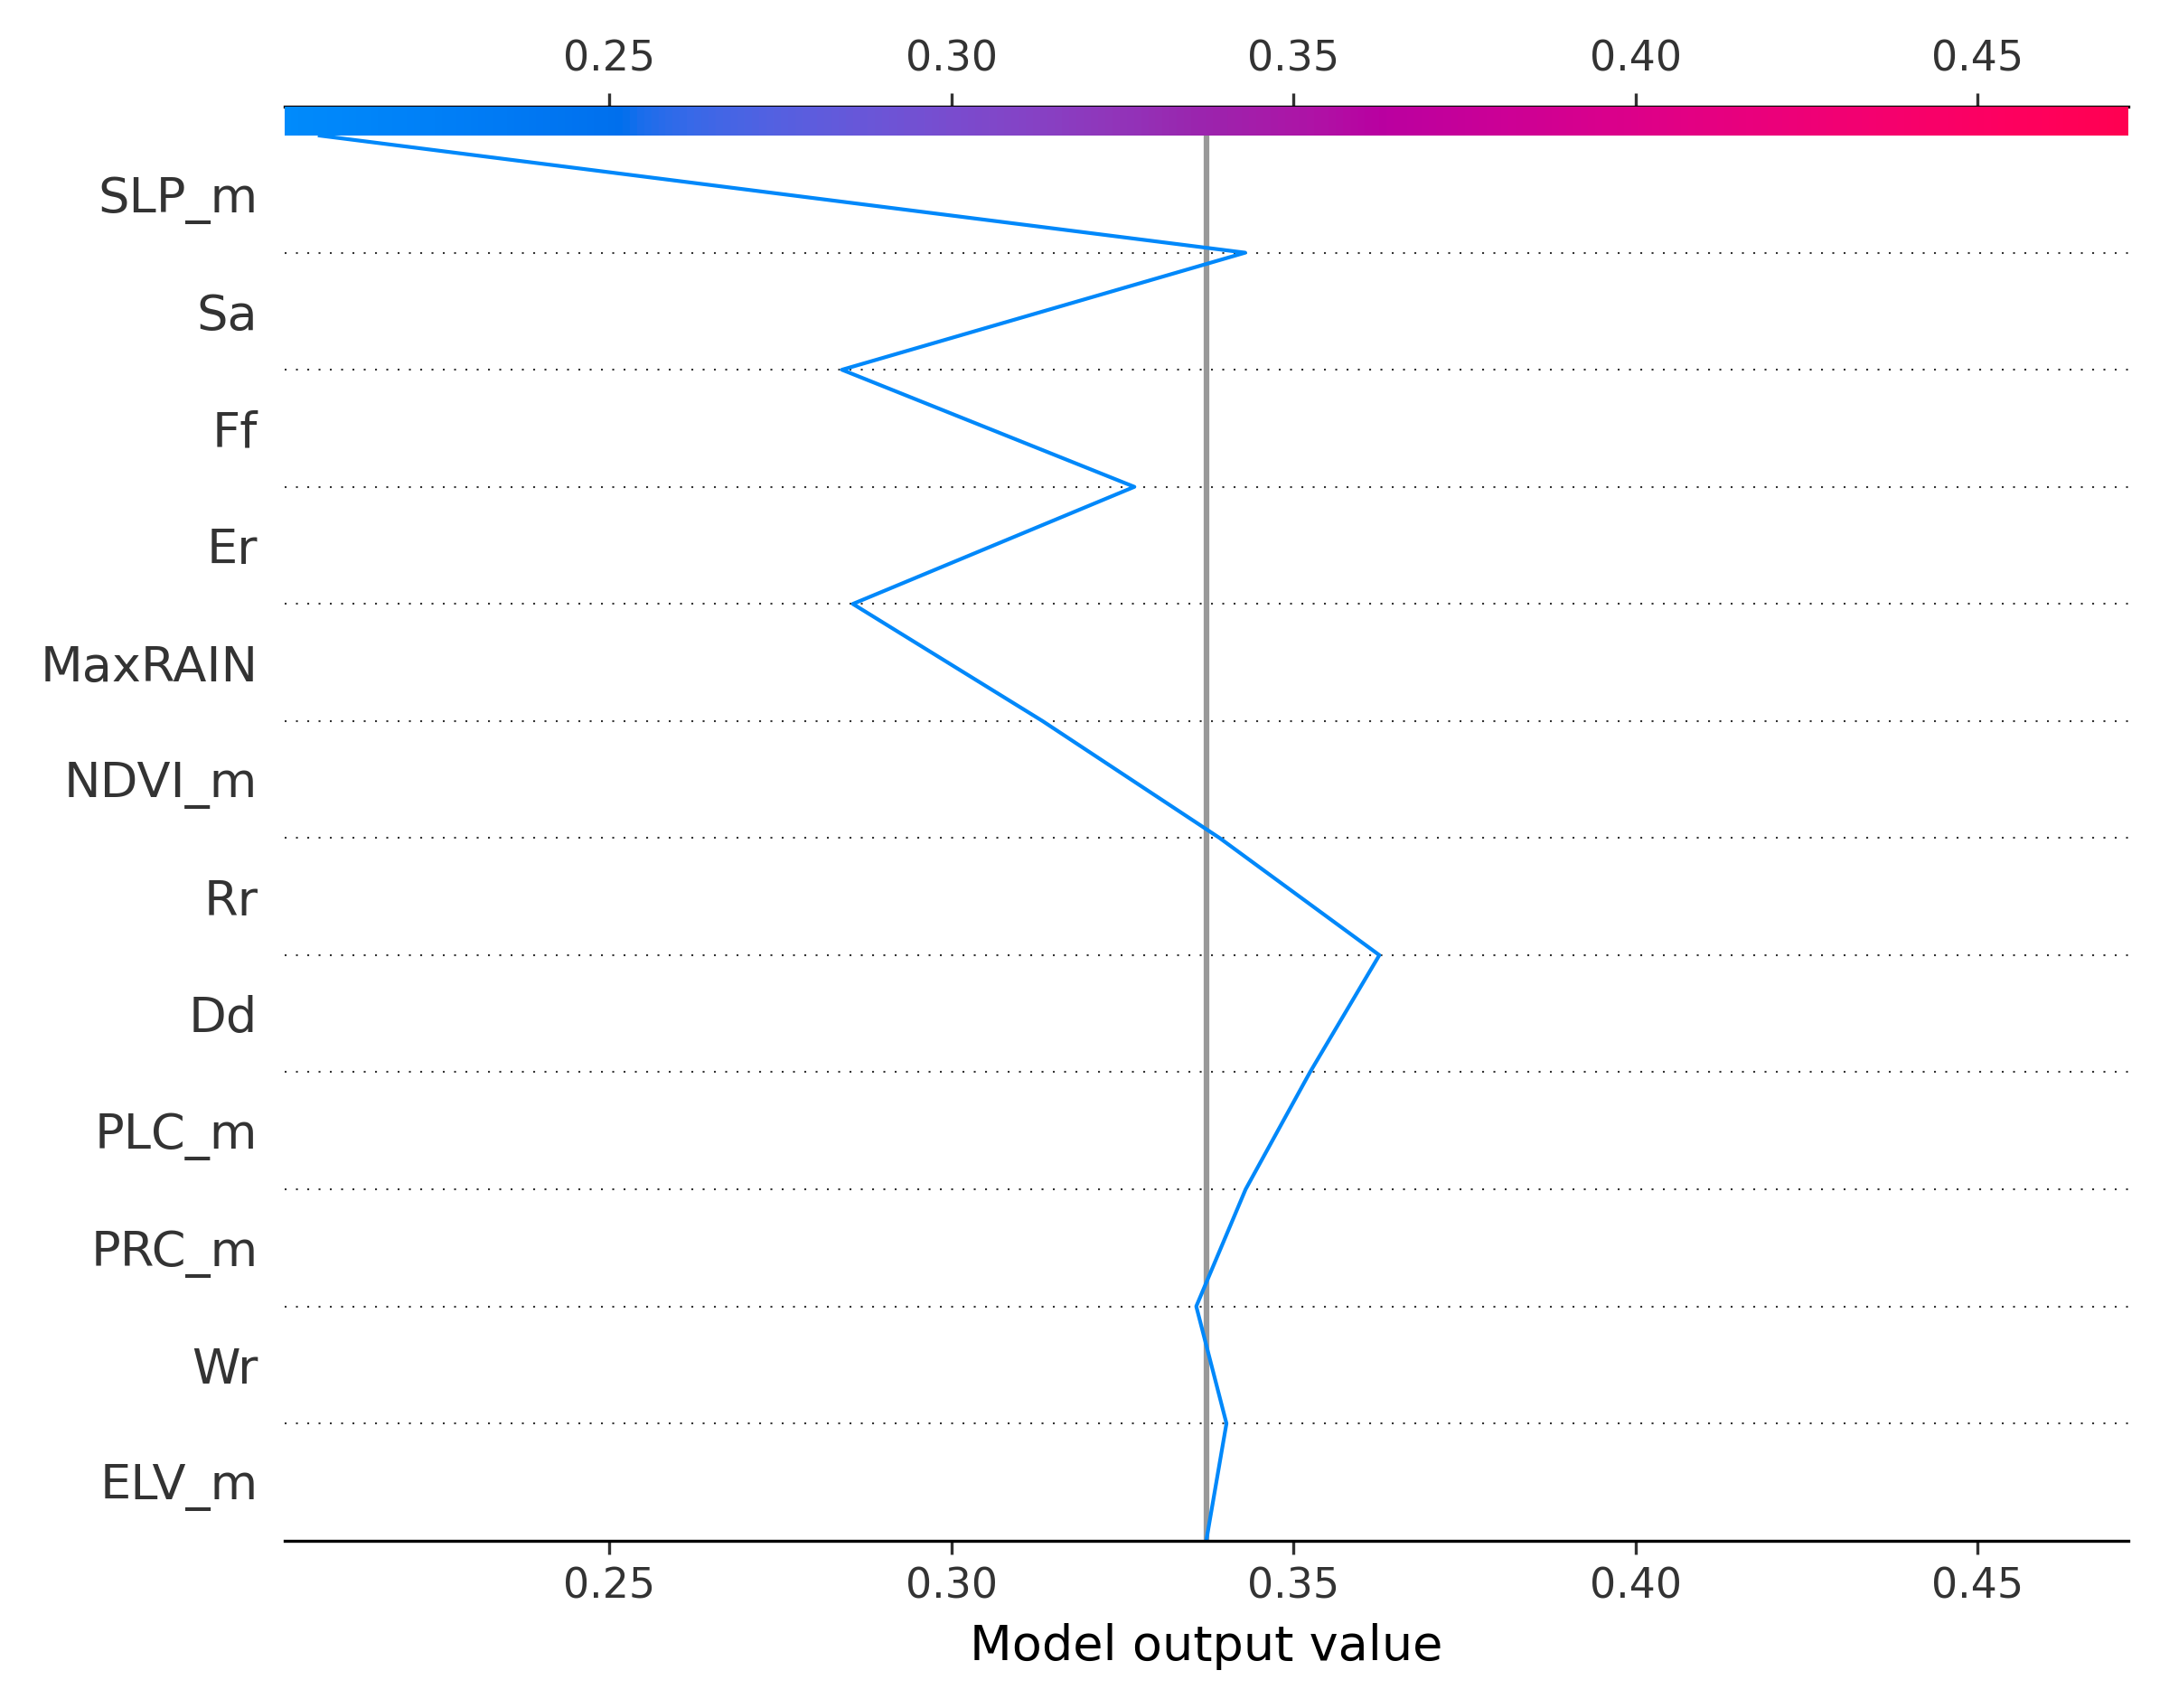 0.25 0.30 0.35 0.40 0.45
SLP_m
Sa
Ff
Er
MaxRAIN
NDVI_m
Rr
Dd
PLC_m
PRC_m
Wr
ELV_m
0.25 0.30 0.35 0.40 0.45
Model output value